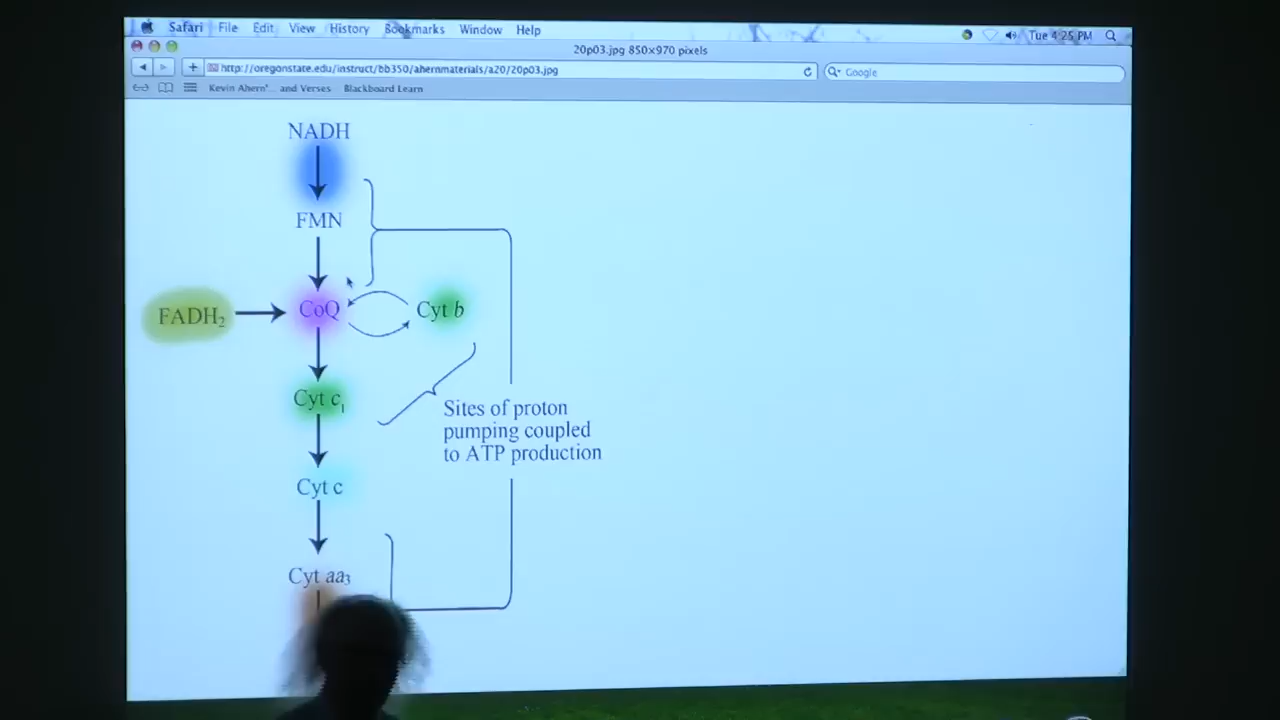 Safari File Edit View History Bookmarks Window Help Tue 4:25 PM
20p03.jpg 850×970 pixels
http://oregonstate.edu/instruct/bb350/ahernmaterials/a20/20p03.jpg Google
Kevin Ahern'... and Verses Blackboard Learn
NADH
FMN
FADH₂ CoQ Cyt b
Cyt c₁
Sites of proton
pumping coupled
to ATP production
Cyt c
Cyt aa₃